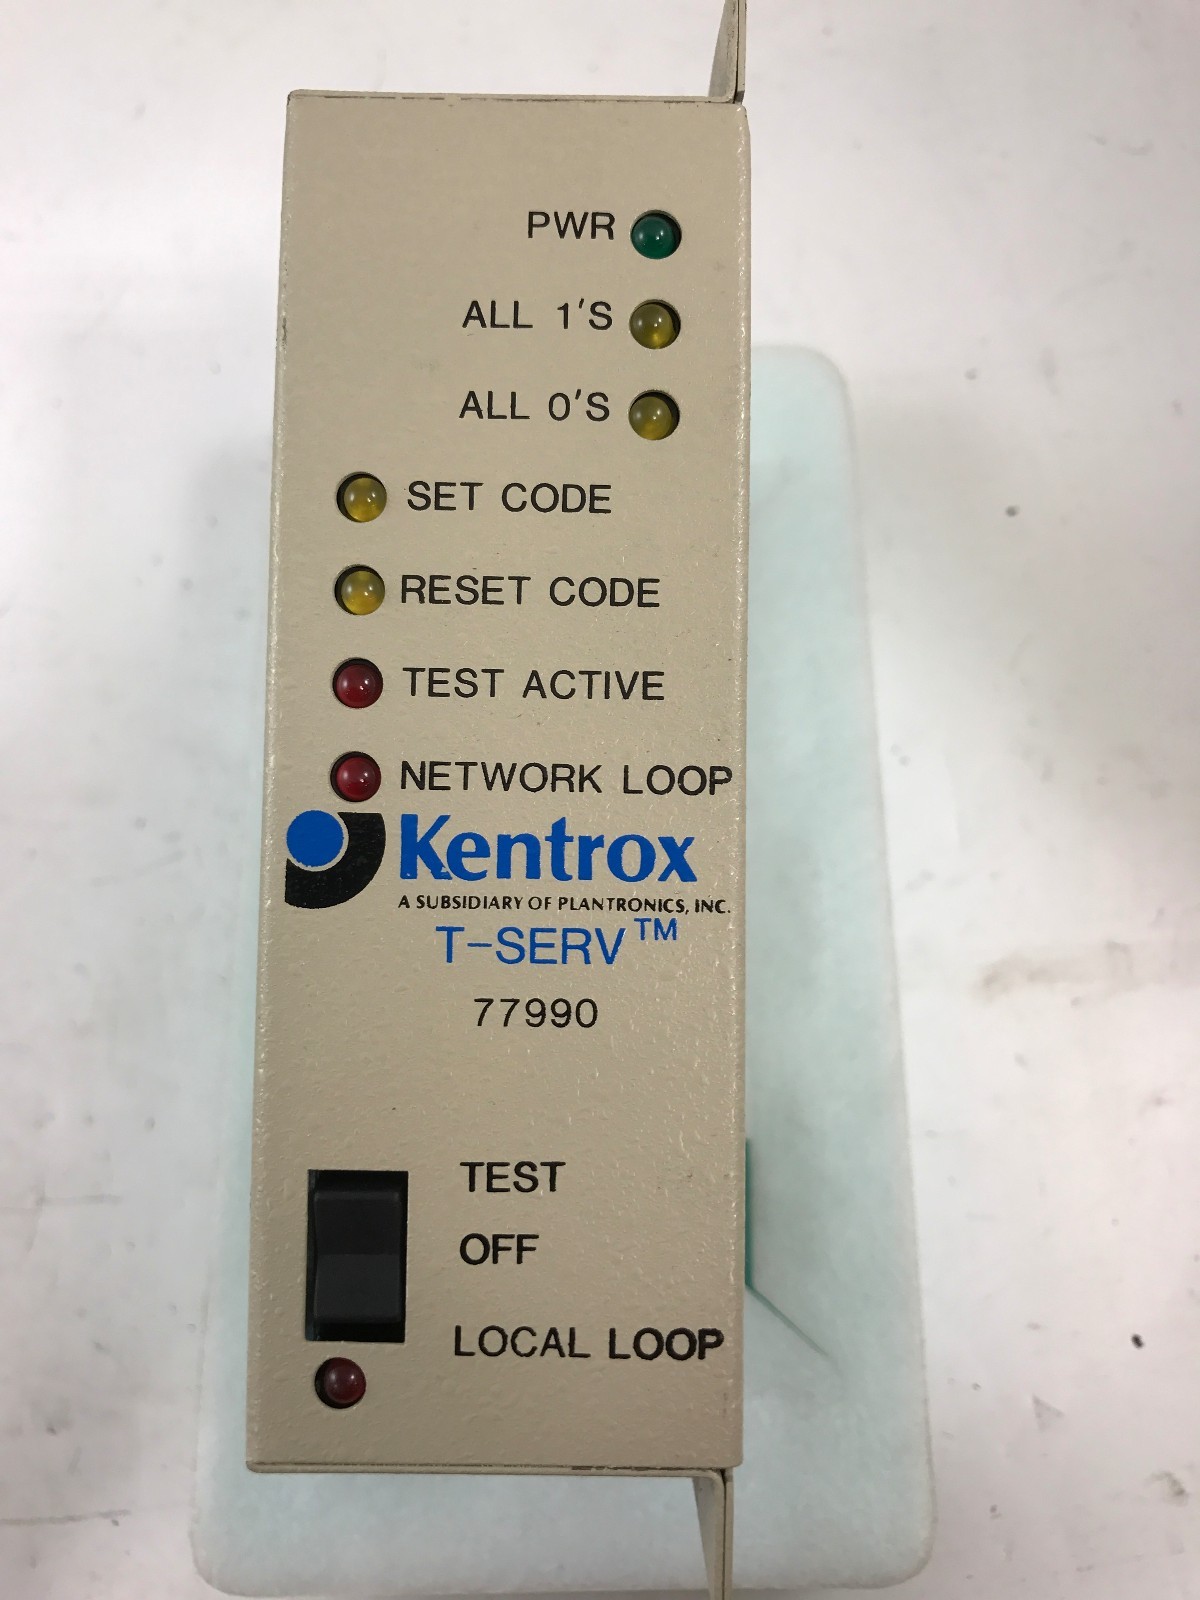 PWR
ALL 1'S
ALL 0'S
SET CODE
RESET CODE
TEST ACTIVE
NETWORK LOOP
Kentrox
A SUBSIDIARY OF PLANTRONICS, INC.
T-SERV™
77990
TEST
OFF
LOCAL LOOP